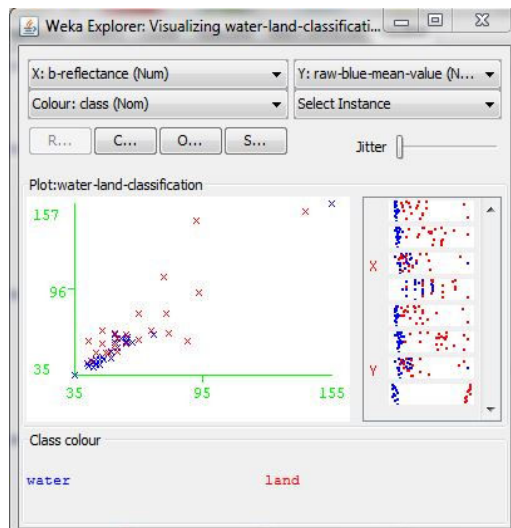 Weka Explorer: Visualizing water-land-classificati...
X: b-reflectance (Num)
Y: raw-blue-mean-value (N...
Colour: class (Nom)
Select Instance
R...
C...
O...
S...
Jitter
Plot:water-land-classification
157
96
35
35
95
155
X
Y
Class colour
water
land